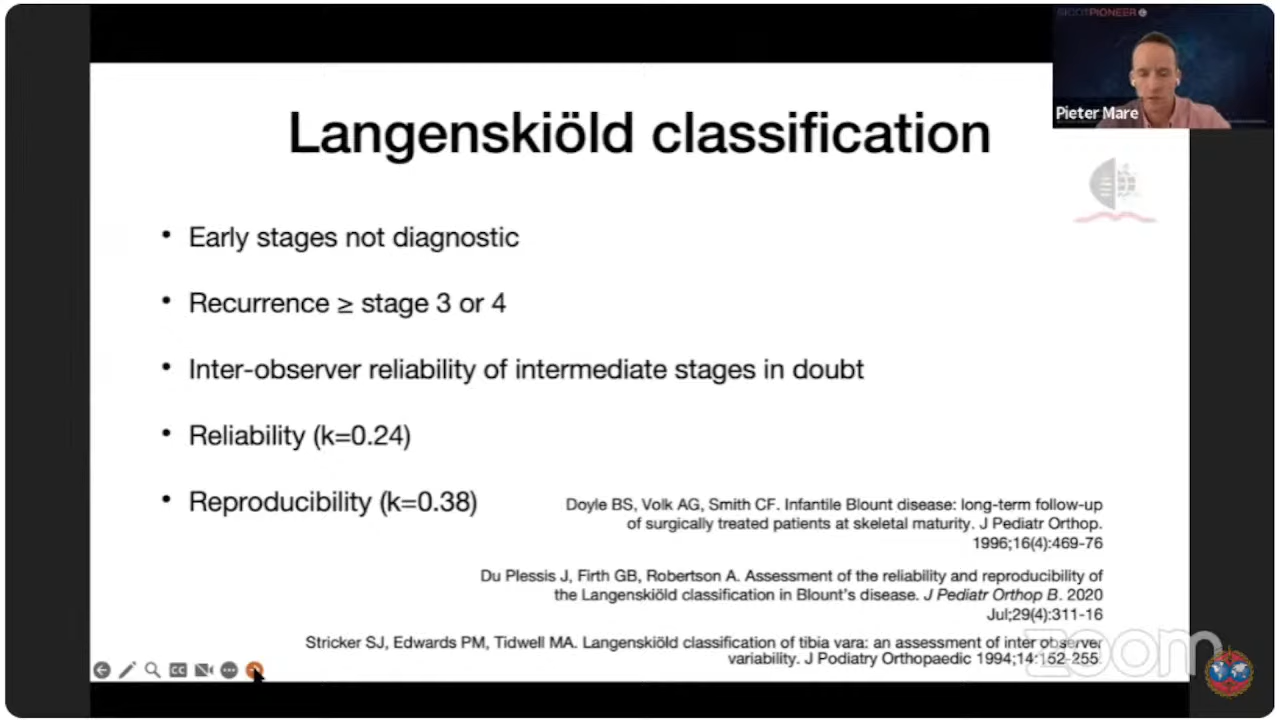 SICOT PIONEER
Pieter Mare
Langenskiöld classification
• Early stages not diagnostic
• Recurrence ≥ stage 3 or 4
• Inter-observer reliability of intermediate stages in doubt
• Reliability (k=0.24)
• Reproducibility (k=0.38)
Doyle BS, Volk AG, Smith CF. Infantile Blount disease: long-term follow-up
of surgically treated patients at skeletal maturity. J Pediatr Orthop.
1996;16(4):469-76
Du Plessis J, Firth GB, Robertson A. Assessment of the reliability and reproducibility of
the Langenskiöld classification in Blount's disease. J Pediatr Orthop B. 2020
Jul;29(4):311-16
Stricker SJ, Edwards PM, Tidwell MA. Langenskiöld classification of tibia vara: an assessment of inter observer
variability. J Podiatry Orthopaedic 1994;14:152-255.
CC
zoom